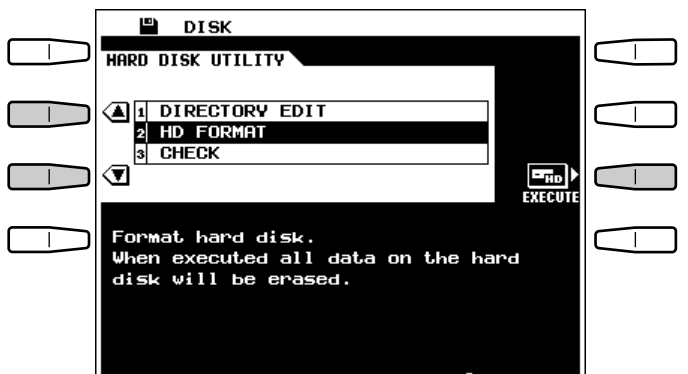 DISK
HARD DISK UTILITY
1 DIRECTORY EDIT
2 HD FORMAT
3 CHECK
HD
EXECUTE
Format hard disk.
When executed all data on the hard
disk will be erased.